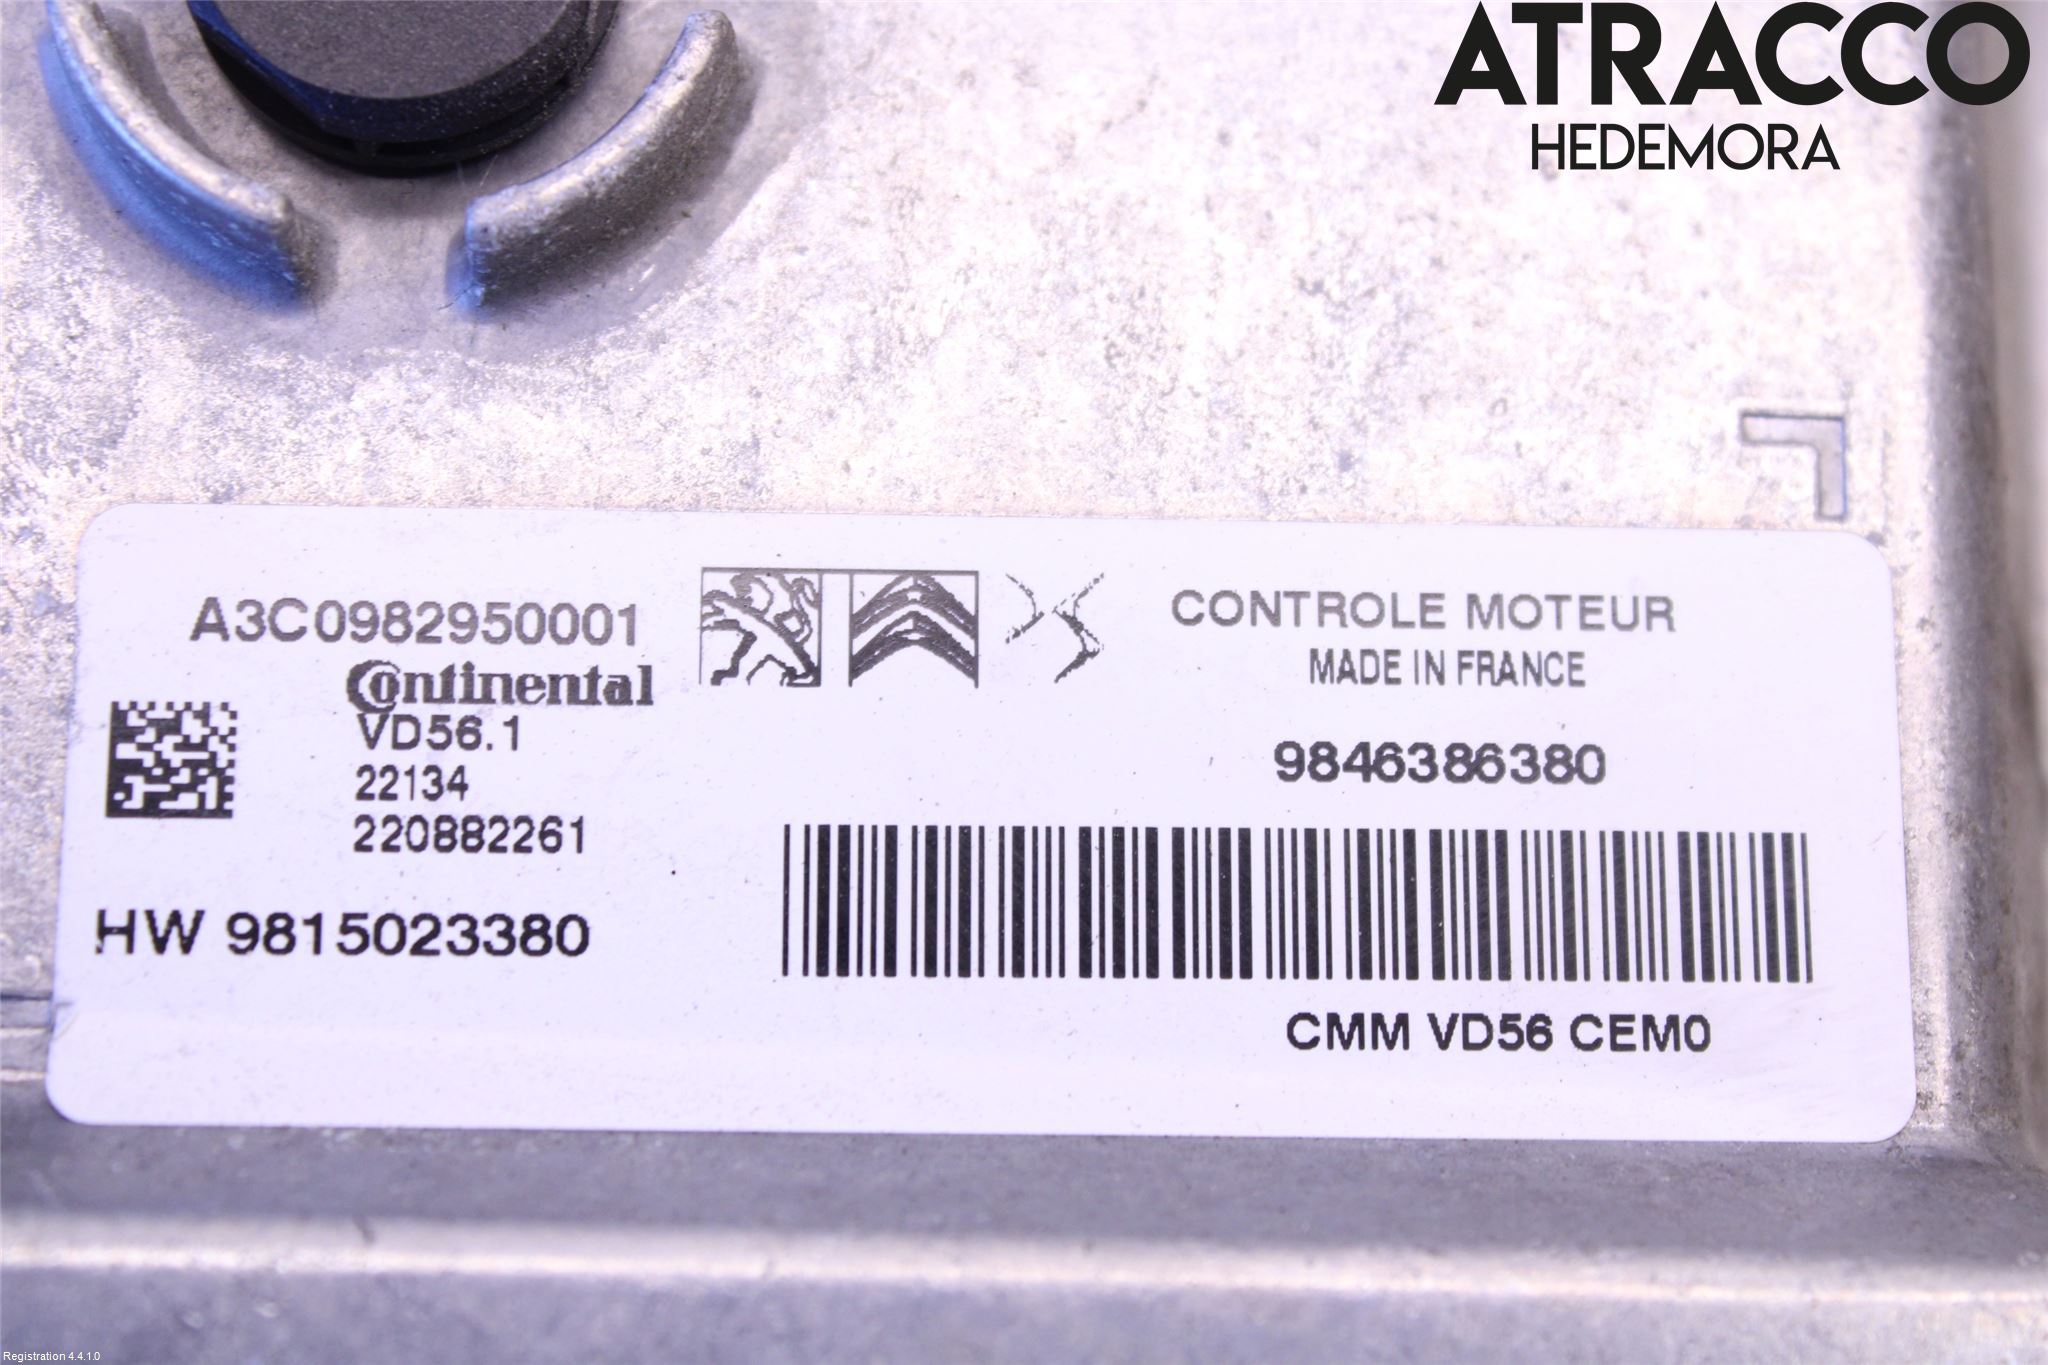 ATRACCO
HEDEMORA
A3C0982950001
Continental
VD56.1
22134
220882261
HW 9815023380
CONTROLE MOTEUR
MADE IN FRANCE
9846386380
CMM VD56 CEM0
Registration 4.4.1.0